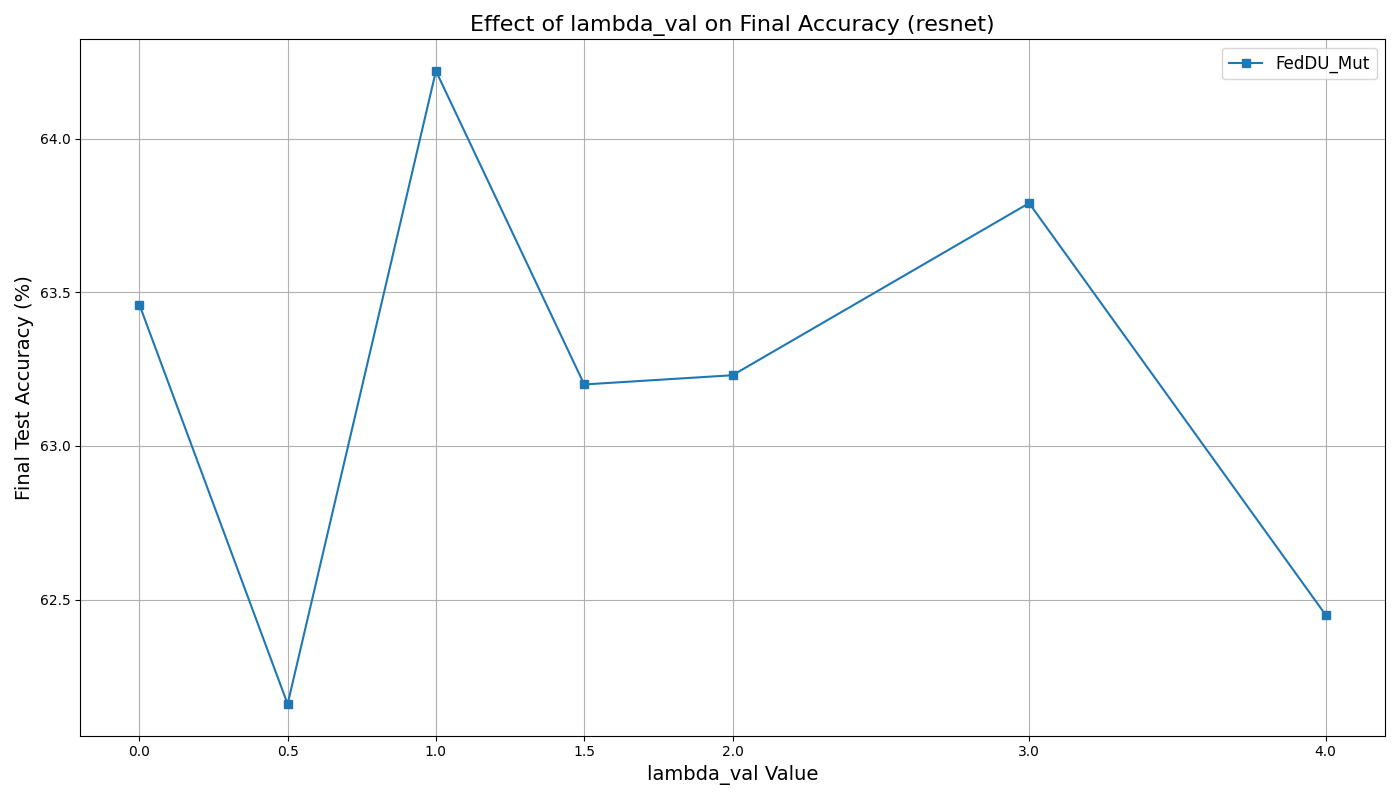 Effect of lambda_val on Final Accuracy (resnet)
FedDU_Mut
Final Test Accuracy (%)
64.0
63.5
63.0
62.5
0.0 0.5 1.0 1.5 2.0 3.0 4.0
lambda_val Value